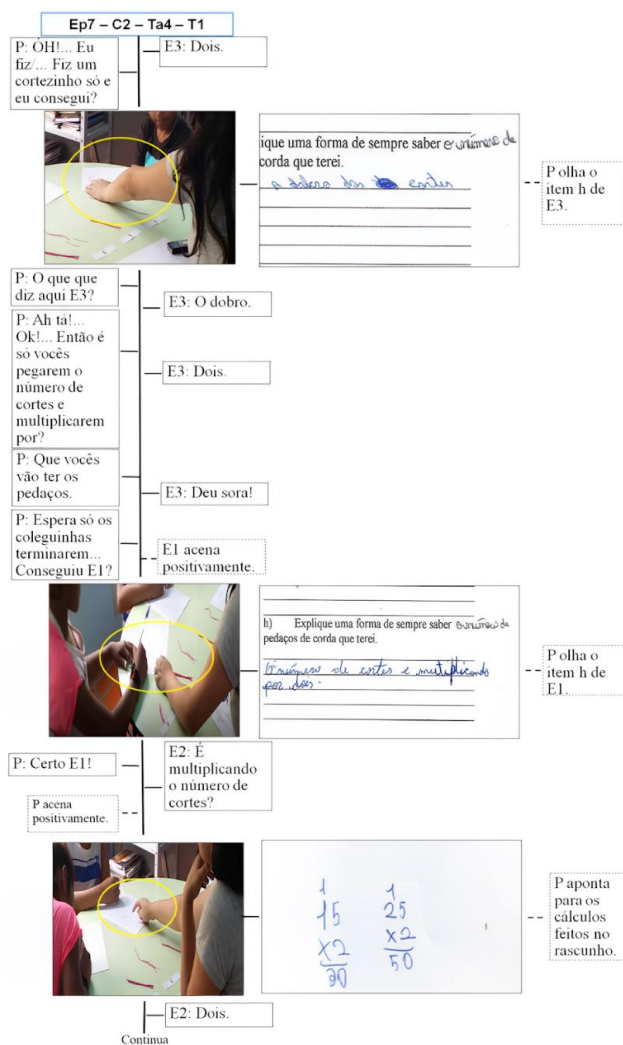 Ep7 – C2 – Ta4 – T1
P: ÓH!... Eu
fiz/... Fiz um
cortezinho só e
eu consegui?
E3: Dois.
ique uma forma de sempre saber o número de
corda que terei.
o dobro dos cortes
P olha o
item h de
E3.
P: O que que
diz aqui E3?
E3: O dobro.
P: Ah tá!...
Ok!... Então é
só vocês
pegarem o
número de
cortes e
multiplicarem
por?
E3: Dois.
P: Que vocês
vão ter os
pedaços.
E3: Deu sora!
P: Espera só os
coleguinhas
terminarem...
Conseguiu E1?
E1 acena
positivamente.
h) Explique uma forma de sempre saber o número de
pedaços de corda que terei.
O número de cortes e multiplicando
por dois.
P olha o
item h de
E1.
P: Certo E1!
E2: É
multiplicando
o número de
cortes?
P acena
positivamente.
1 1
15 25
x2 x2
30 50
P aponta
para os
cálculos
feitos no
rascunho.
E2: Dois.
Continua